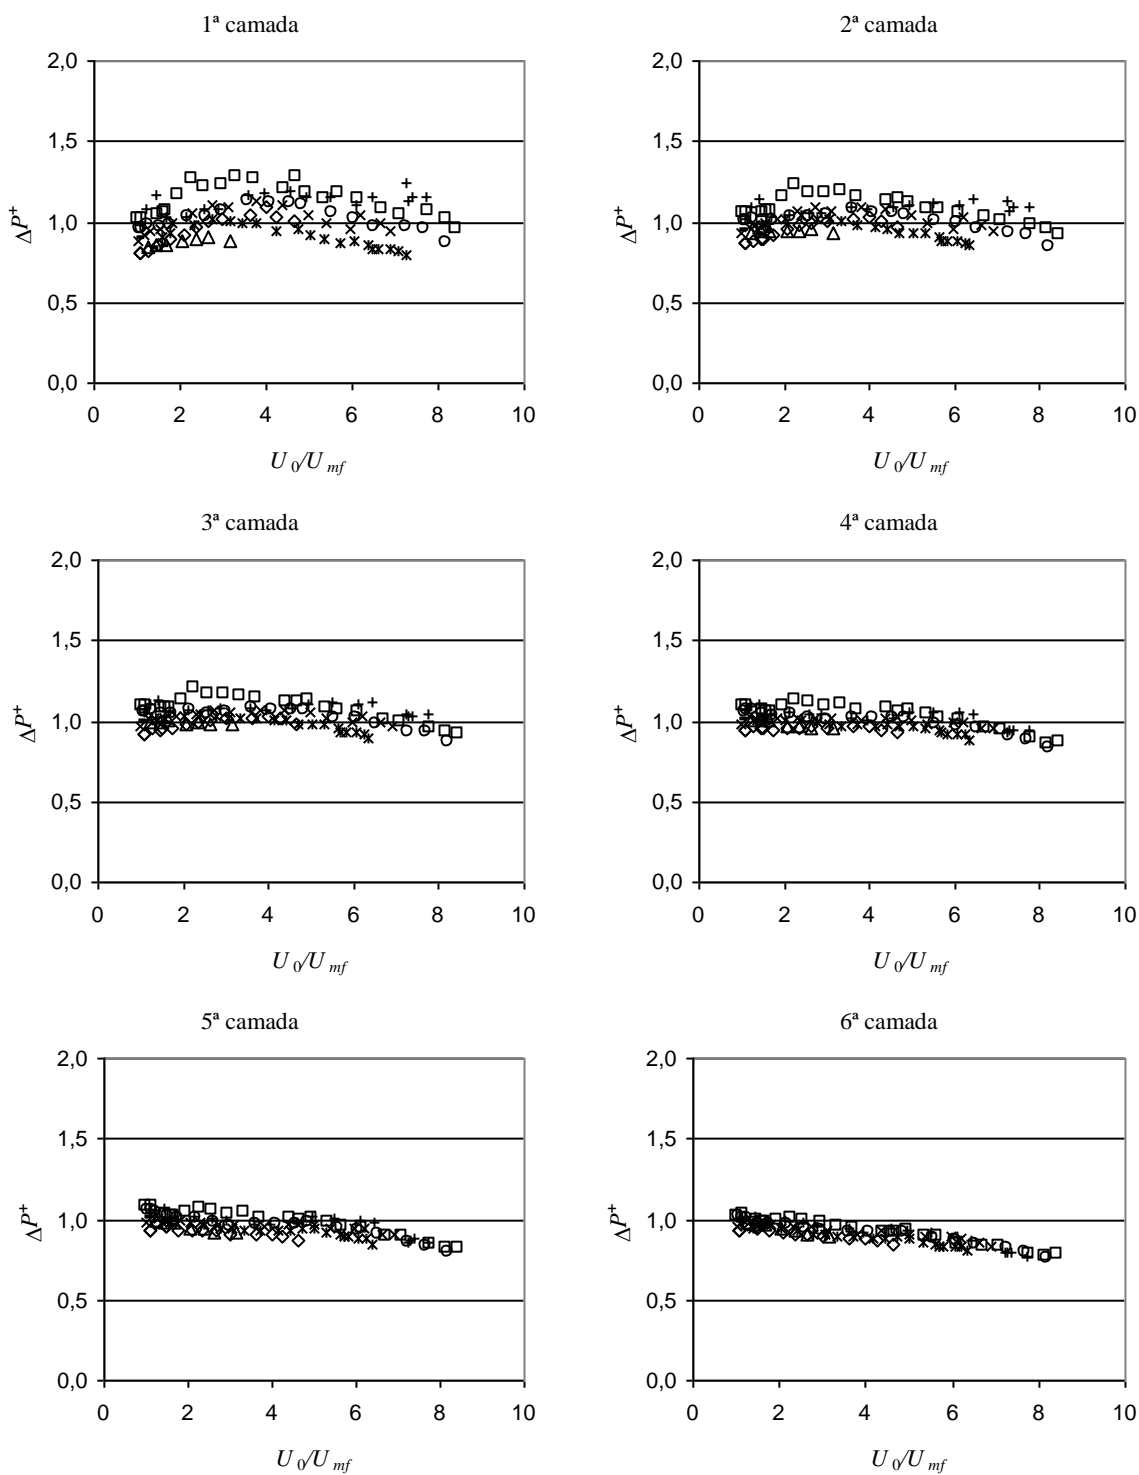 1ª camada
2,0
1,5
1,0
0,5
0,0
ΔP⁺
0 2 4 6 8 10
U₀/Uₘf
2ª camada
2,0
1,5
1,0
0,5
0,0
ΔP⁺
0 2 4 6 8 10
U₀/Uₘf
3ª camada
2,0
1,5
1,0
0,5
0,0
ΔP⁺
0 2 4 6 8 10
U₀/Uₘf
4ª camada
2,0
1,5
1,0
0,5
0,0
ΔP⁺
0 2 4 6 8 10
U₀/Uₘf
5ª camada
2,0
1,5
1,0
0,5
0,0
ΔP⁺
0 2 4 6 8 10
U₀/Uₘf
6ª camada
2,0
1,5
1,0
0,5
0,0
ΔP⁺
0 2 4 6 8 10
U₀/Uₘf